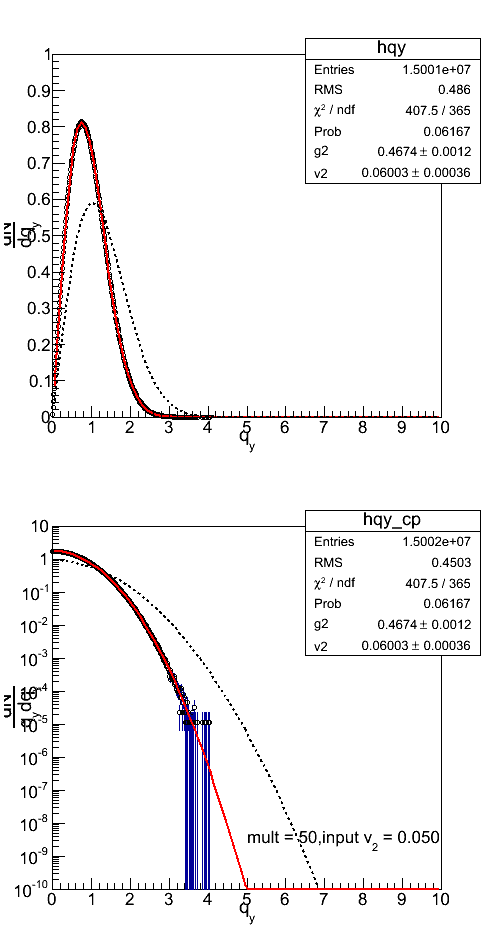 hqy
Entries 1.5001e+07
RMS 0.486
χ² / ndf 407.5 / 365
Prob 0.06167
g2 0.4674 ± 0.0012
v2 0.06003 ± 0.00036
1
0.9
0.8
0.7
0.6
0.5
0.4
0.3
0.2
0.1
0
dN
dq_y
0 1 2 3 4 5 6 7 8 9 10
q_y
hqy_cp
Entries 1.5002e+07
RMS 0.4503
χ² / ndf 407.5 / 365
Prob 0.06167
g2 0.4674 ± 0.0012
v2 0.06003 ± 0.00036
10
1
10⁻¹
10⁻²
10⁻³
10⁻⁴
10⁻⁵
10⁻⁶
10⁻⁷
10⁻⁸
10⁻⁹
10⁻¹⁰
dN
mult = 50,input v₂ = 0.050
0 1 2 3 4 5 6 7 8 9 10
q_y